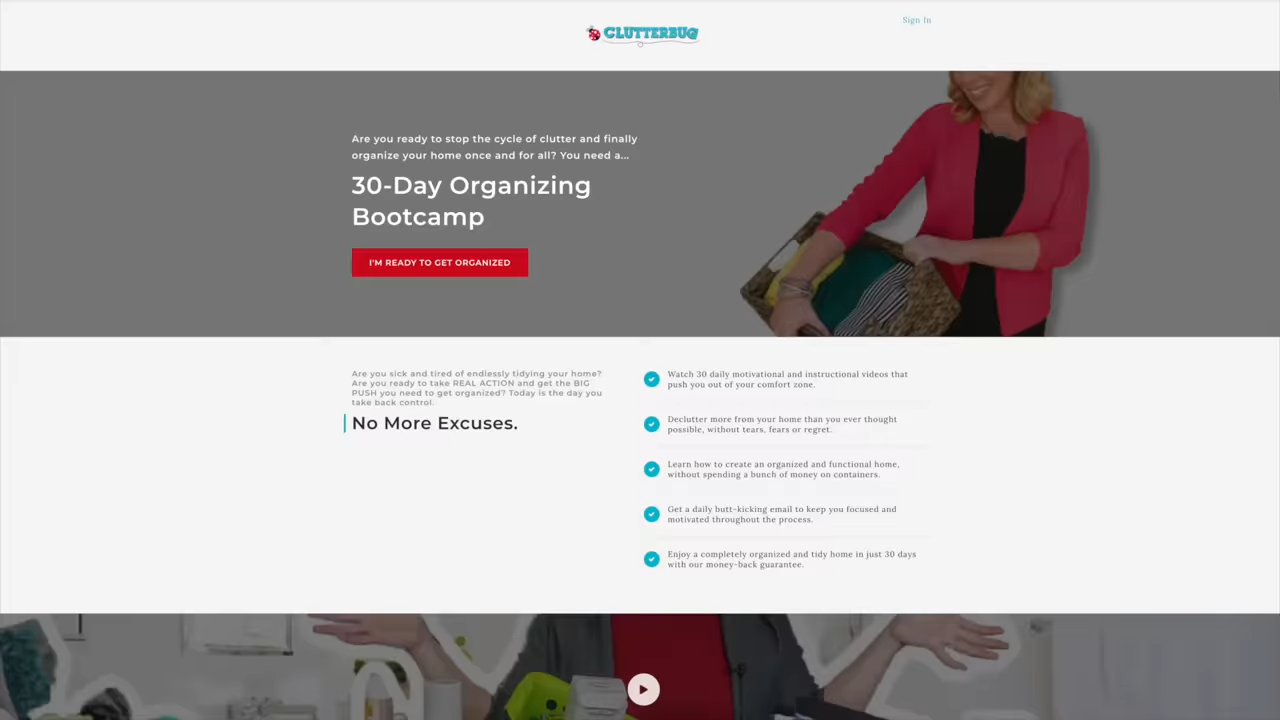 Sign In
CLUTTERBUG
Are you ready to stop the cycle of clutter and finally
organize your home once and for all? You need a...
30-Day Organizing
Bootcamp
I'M READY TO GET ORGANIZED
Are you sick and tired of endlessly tidying your home?
Are you ready to take REAL ACTION and get the BIG
PUSH you need to get organized? Today is the day you
take back control.
No More Excuses.
Watch 30 daily motivational and instructional videos that
push you out of your comfort zone.
Declutter more from your home than you ever thought
possible, without tears, fears or regret.
Learn how to create an organized and functional home,
without spending a bunch of money on containers.
Get a daily butt-kicking email to keep you focused and
motivated throughout the process.
Enjoy a completely organized and tidy home in just 30 days
with our money-back guarantee.